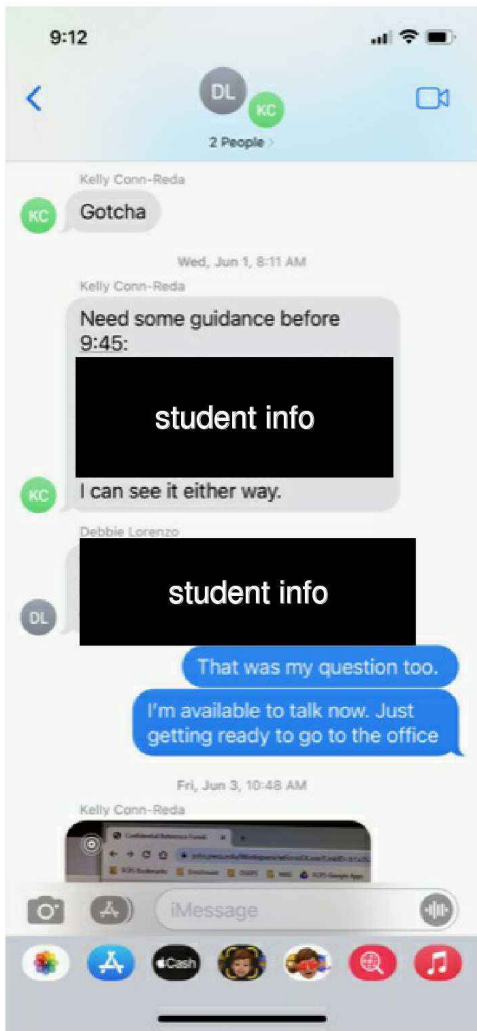 9:12
DL
KC
2 People >
Kelly Conn-Reda
KC
Gotcha
Wed, Jun 1, 8:11 AM
Kelly Conn-Reda
Need some guidance before
9:45:
student info
KC
I can see it either way.
Debbie Lorenzo
student info
DL
That was my question too.
I'm available to talk now. Just
getting ready to go to the office
Fri, Jun 3, 10:48 AM
Kelly Conn-Reda
Confidential Reference
iMessage
Cash